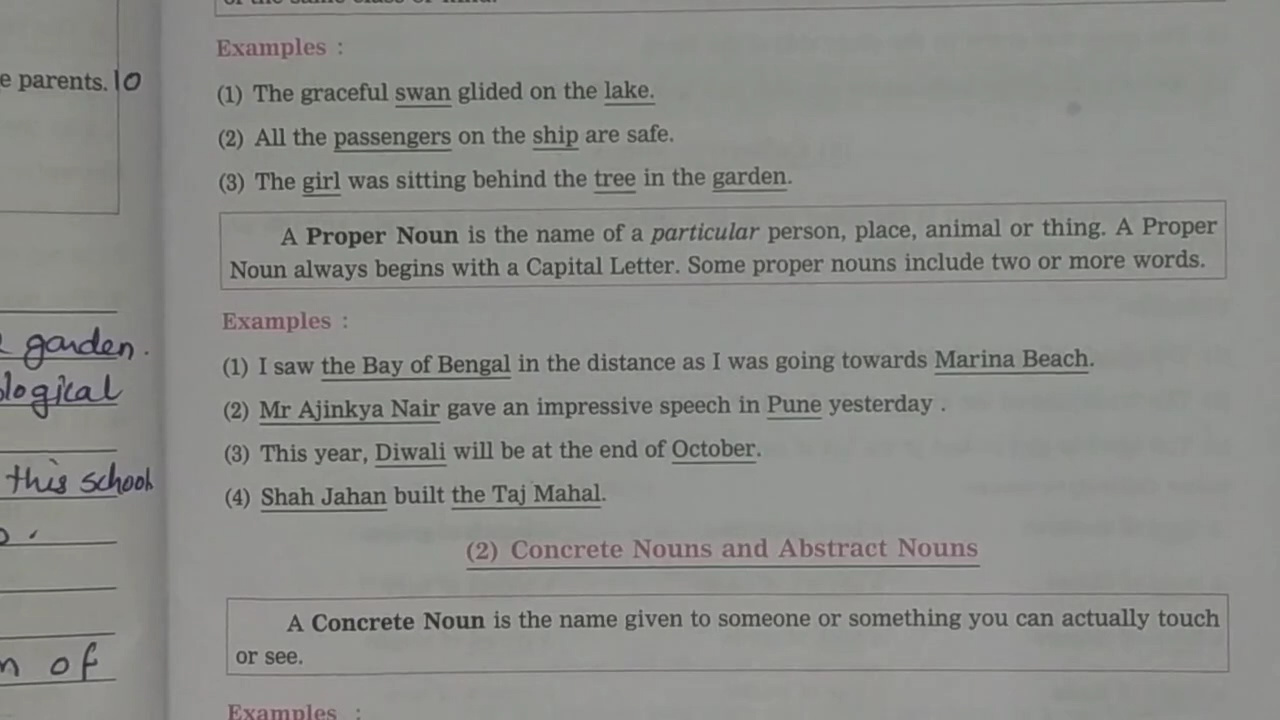 of the same class or kind.
Examples :
(1) The graceful swan glided on the lake.
(2) All the passengers on the ship are safe.
(3) The girl was sitting behind the tree in the garden.
A Proper Noun is the name of a particular person, place, animal or thing. A Proper
Noun always begins with a Capital Letter. Some proper nouns include two or more words.
Examples :
(1) I saw the Bay of Bengal in the distance as I was going towards Marina Beach.
(2) Mr Ajinkya Nair gave an impressive speech in Pune yesterday .
(3) This year, Diwali will be at the end of October.
(4) Shah Jahan built the Taj Mahal.
(2) Concrete Nouns and Abstract Nouns
A Concrete Noun is the name given to someone or something you can actually touch
or see.
Examples :
e parents. 10
garden.
logical
this school
of